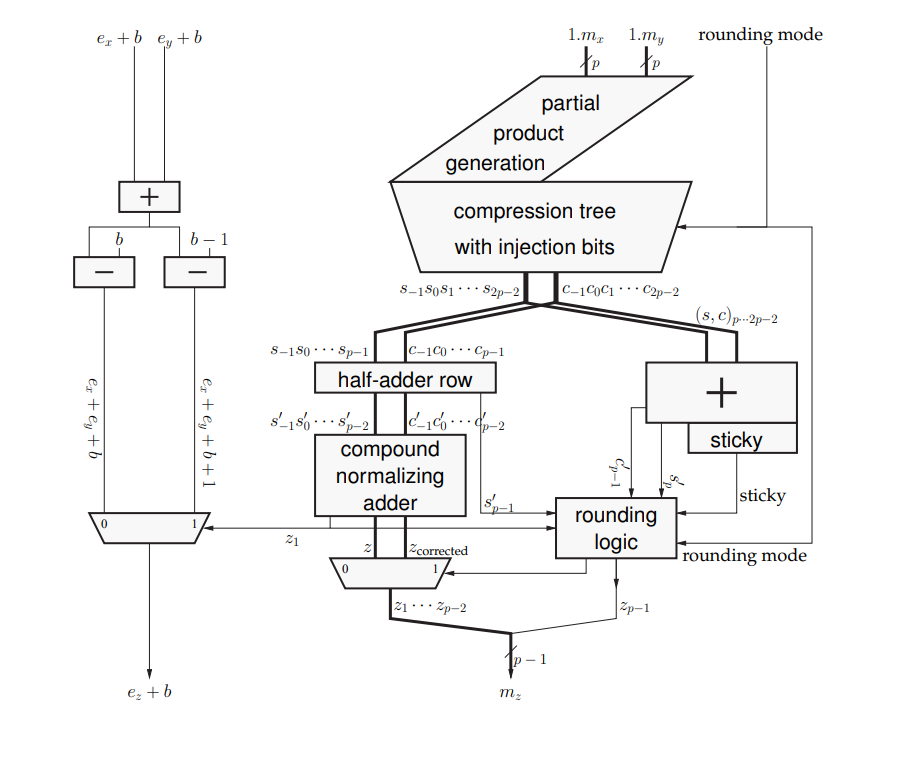 e_x + b e_y + b
1.m_x 1.m_y rounding mode
p p
partial
product
generation
+
compression tree
with injection bits
b b − 1
− −
s_{−1}s_0s_1 ⋯ s_{2p−2} c_{−1}c_0c_1 ⋯ c_{2p−2}
(s, c)_{p⋯2p−2}
s_{−1}s_0 ⋯ s_{p−1} c_{−1}c_0 ⋯ c_{p−1}
half-adder row
+
s′_{−1}s′_0 ⋯ s′_{p−2} c′_{−1}c′_0 ⋯ c′_{p−2}
e_x + e_y + b
e_x + e_y + b + 1
compound
normalizing
adder
sticky
c′_{p−1}
s′_p
sticky
s′_{p−1}
rounding
logic
0 1
z_1
z z_corrected
rounding mode
0 1
z_1 ⋯ z_{p−2}
z_{p−1}
p − 1
e_z + b
m_z